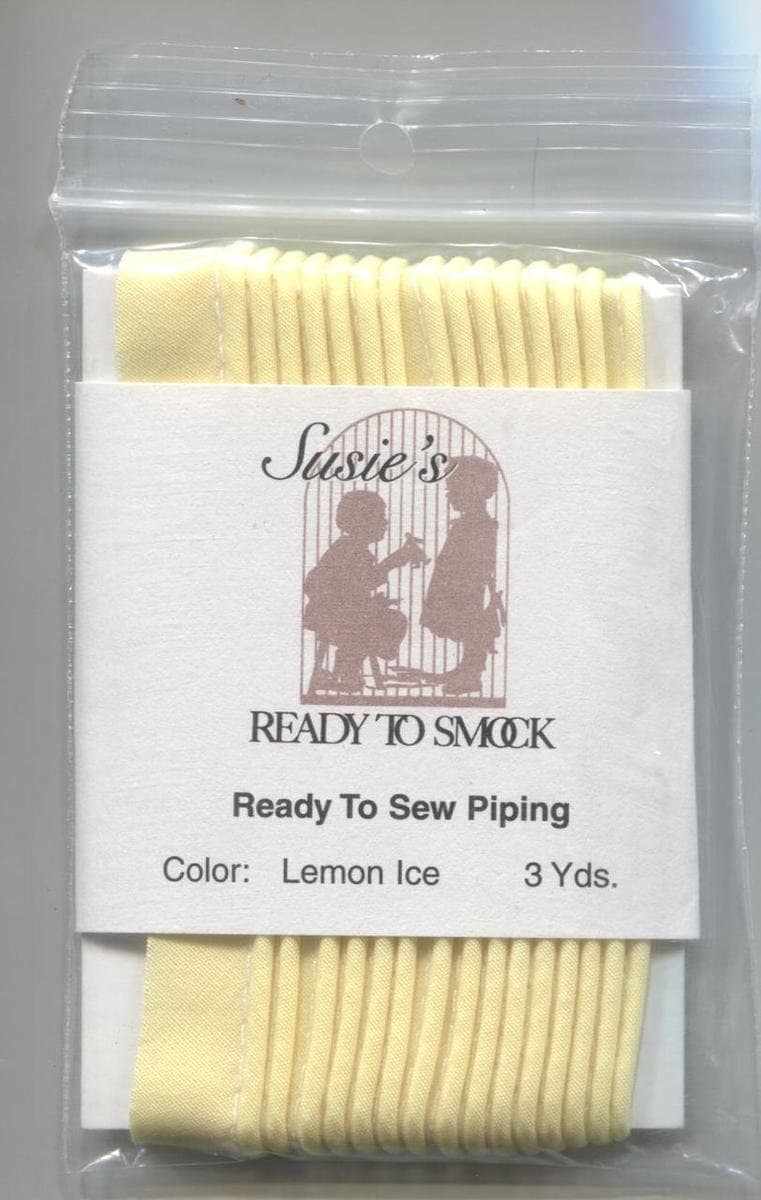 Susie's
READY TO SMOCK
Ready To Sew Piping
Color: Lemon Ice 3 Yds.